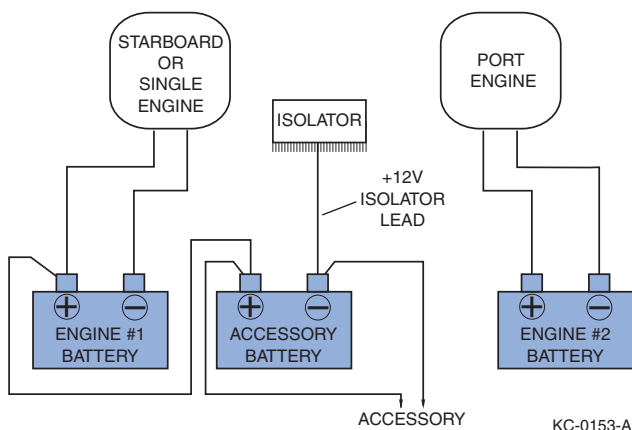 STARBOARD
OR
SINGLE
ENGINE
PORT
ENGINE
ISOLATOR
+12V
ISOLATOR
LEAD
+ −
ENGINE #1
BATTERY
+ −
ACCESSORY
BATTERY
+ −
ENGINE #2
BATTERY
ACCESSORY
KC-0153-A